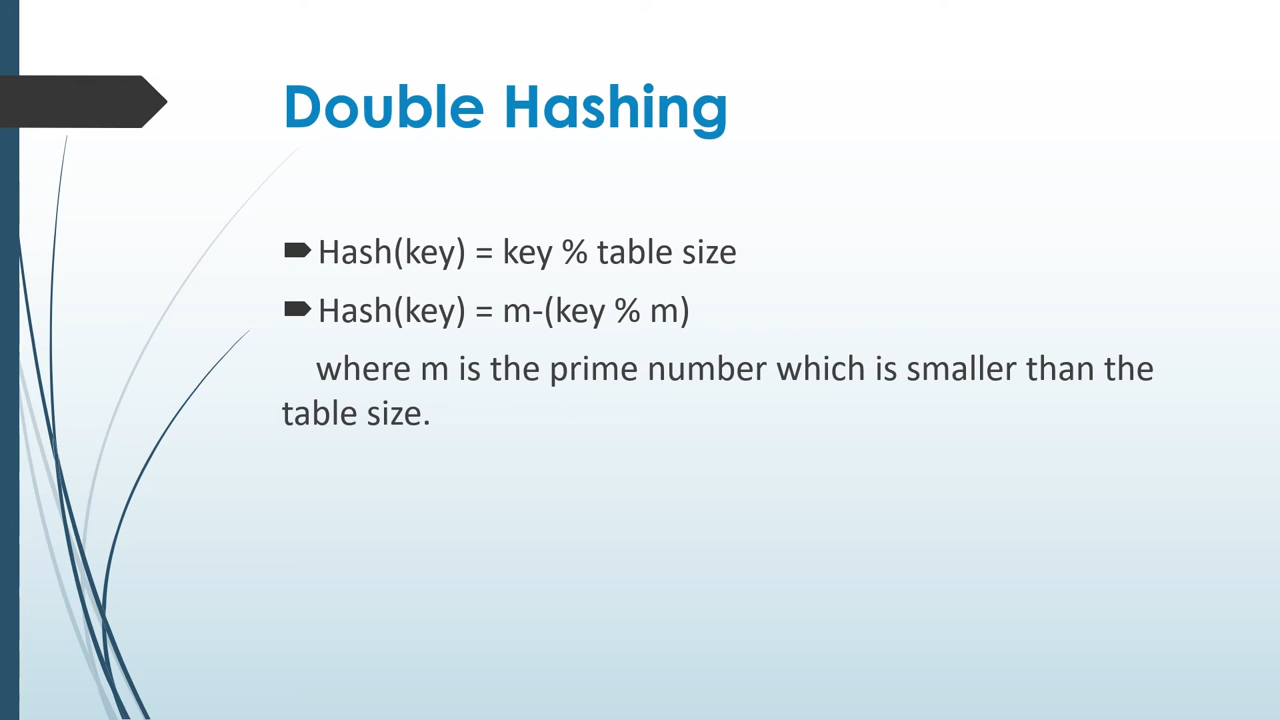 Double Hashing
Hash(key) = key % table size
Hash(key) = m-(key % m)
where m is the prime number which is smaller than the
table size.